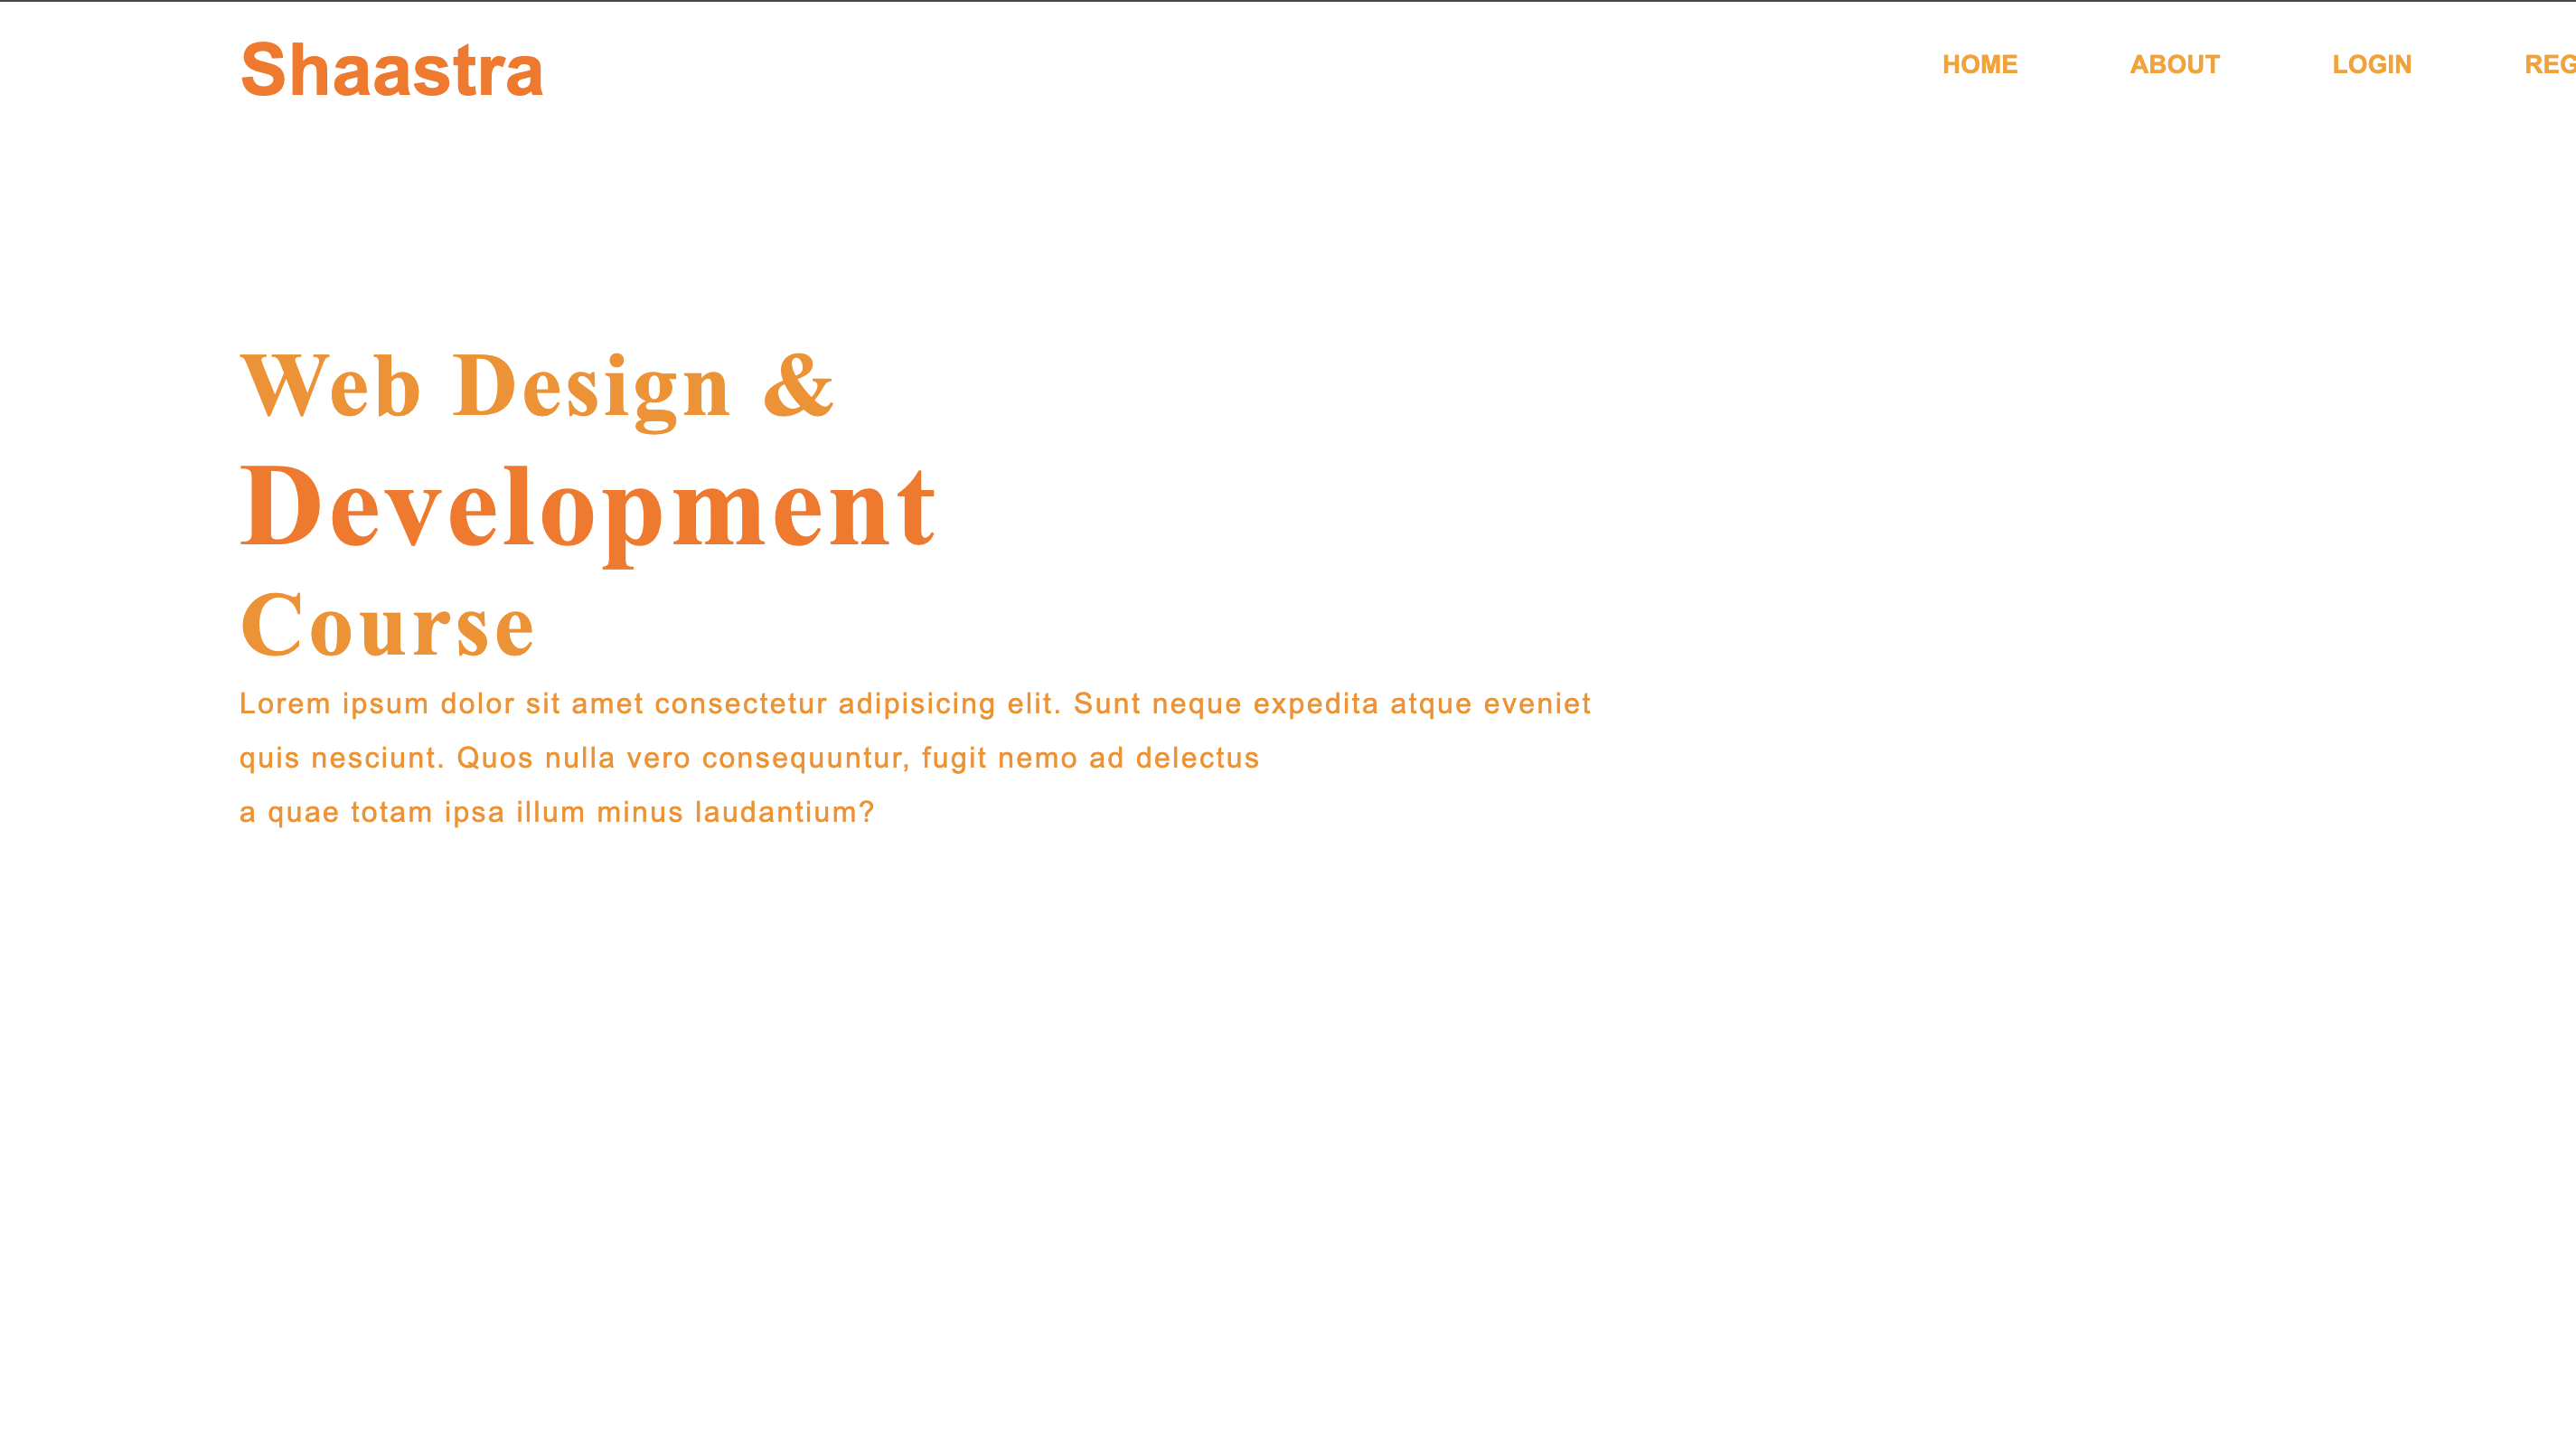 Shaastra
HOME ABOUT LOGIN REG
Web Design &
Development
Course
Lorem ipsum dolor sit amet consectetur adipisicing elit. Sunt neque expedita atque eveniet
quis nesciunt. Quos nulla vero consequuntur, fugit nemo ad delectus
a quae totam ipsa illum minus laudantium?